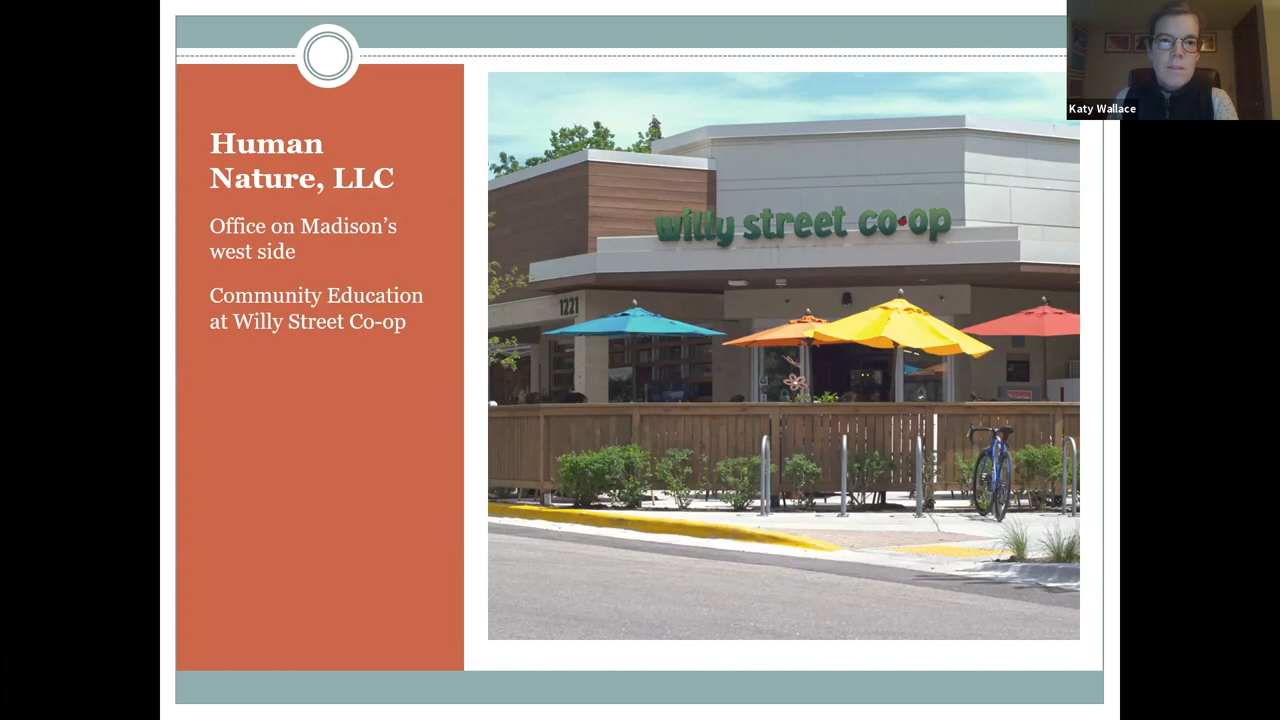 Katy Wallace
Human
Nature, LLC
Office on Madison's
west side
Community Education
at Willy Street Co-op
willy street co-op
1221